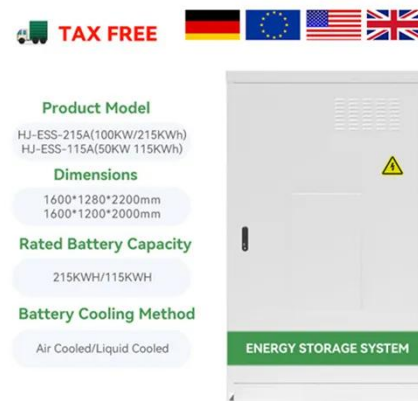 TAX FREE
Product Model
HJ-ESS-215A(100KW/215KWh)
HJ-ESS-115A(50KW 115KWh)
Dimensions
1600*1280*2200mm
1600*1200*2000mm
Rated Battery Capacity
215KWH/115KWH
Battery Cooling Method
Air Cooled/Liquid Cooled
ENERGY STORAGE SYSTEM